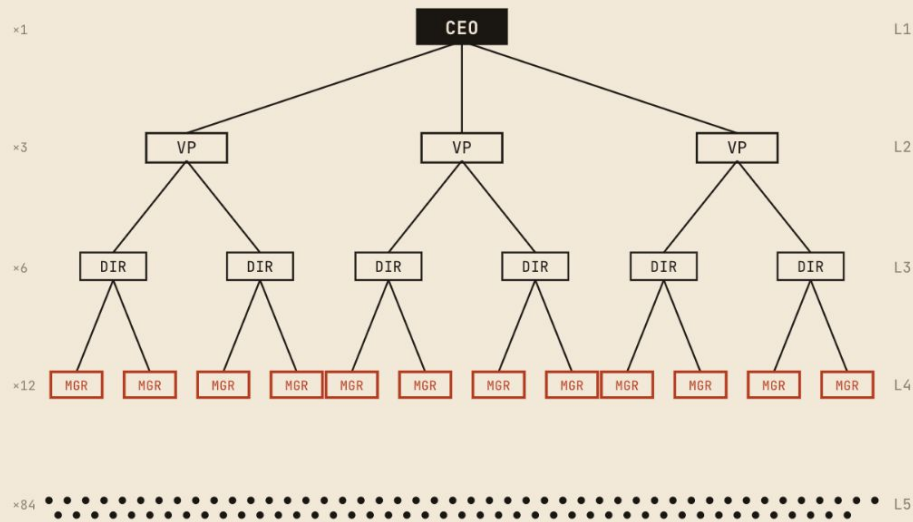 ×1 CEO L1
×3 VP VP VP L2
×6 DIR DIR DIR DIR DIR DIR L3
×12 MGR MGR MGR MGR MGR MGR MGR MGR MGR MGR MGR MGR L4
×84 L5